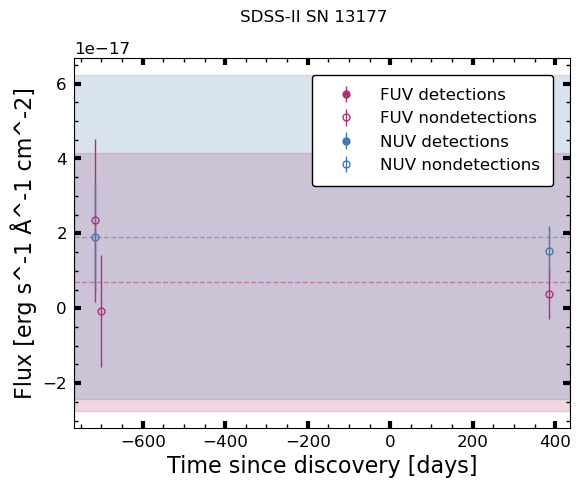 SDSS-II SN 13177
1e−17
6
4
2
0
−2
Flux [erg s^-1 Å^-1 cm^-2]
FUV detections
FUV nondetections
NUV detections
NUV nondetections
−600 −400 −200 0 200 400
Time since discovery [days]